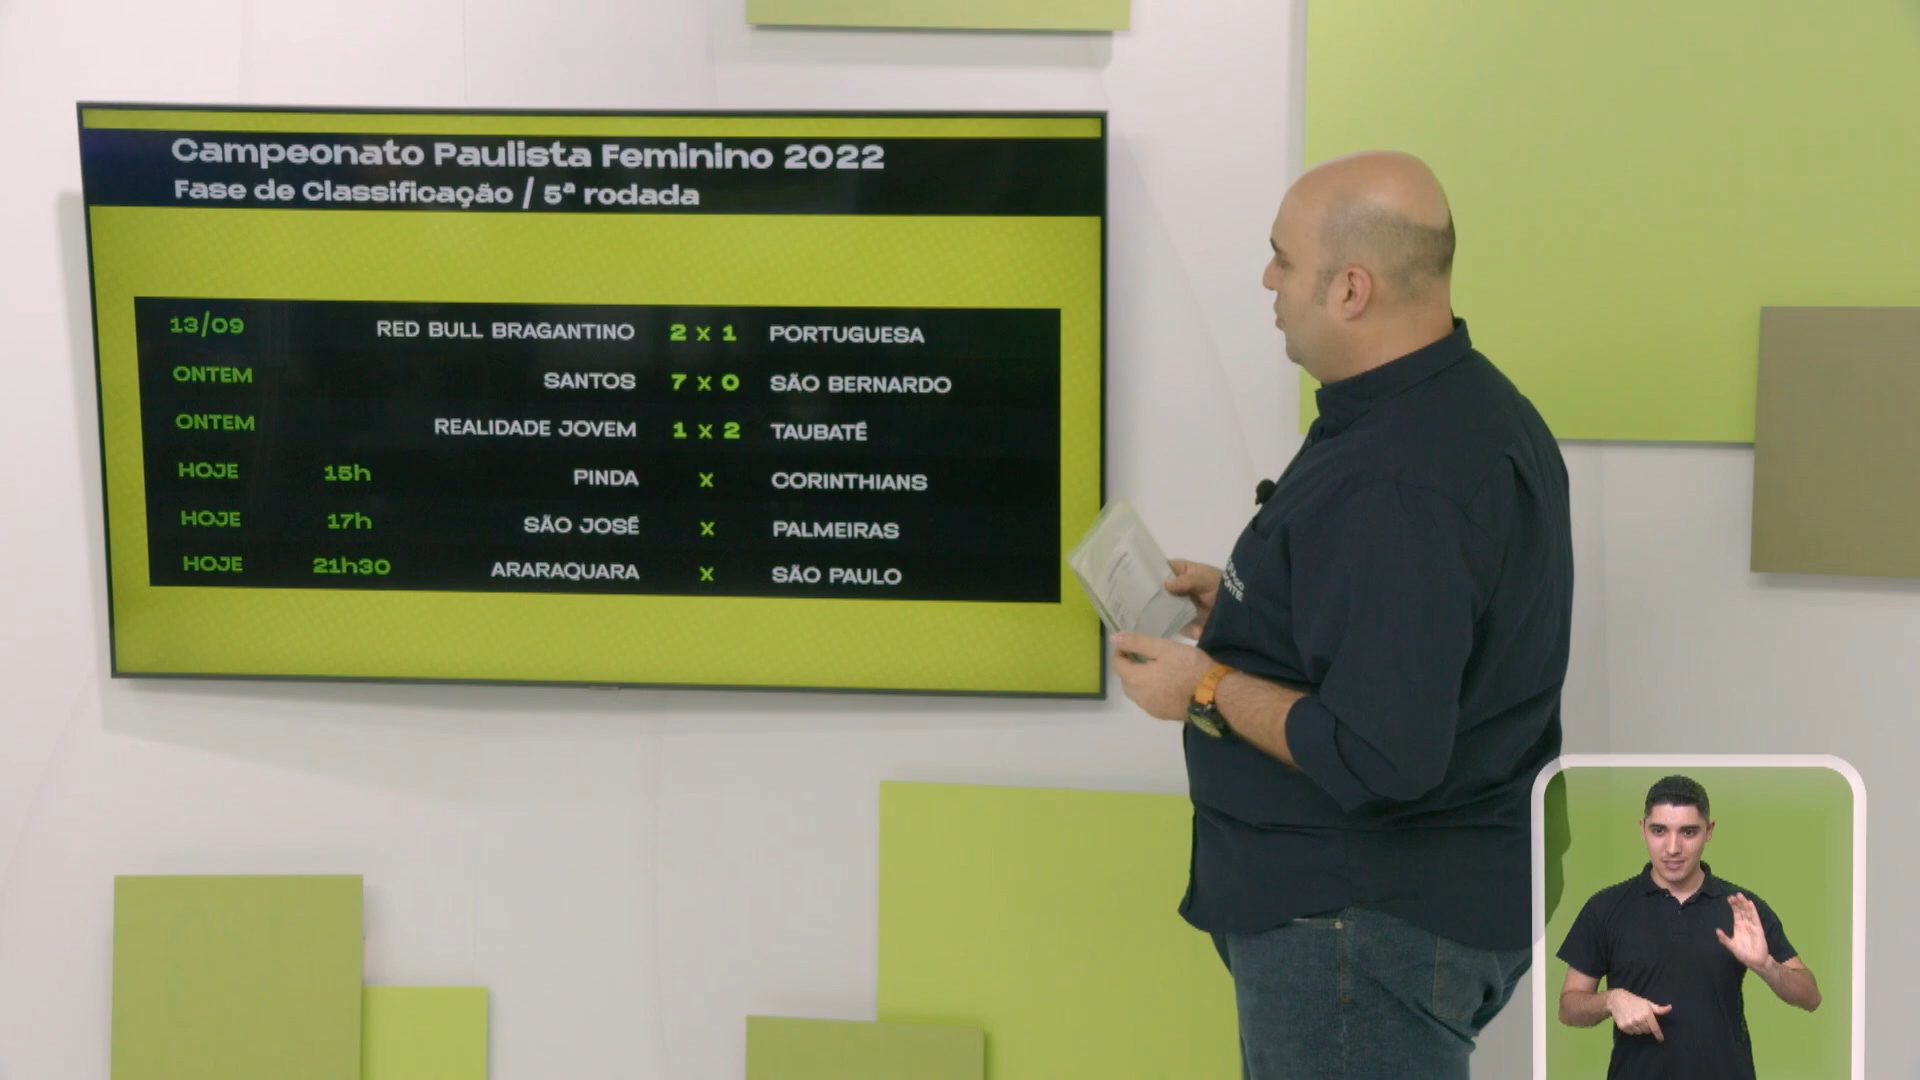 Campeonato Paulista Feminino 2022
Fase de Classificação / 5ª rodada
13/09 RED BULL BRAGANTINO 2 x 1 PORTUGUESA
ONTEM SANTOS 7 x 0 SÃO BERNARDO
ONTEM REALIDADE JOVEM 1 x 2 TAUBATÉ
HOJE 15h PINDA x CORINTHIANS
HOJE 17h SÃO JOSÉ x PALMEIRAS
HOJE 21h30 ARARAQUARA x SÃO PAULO